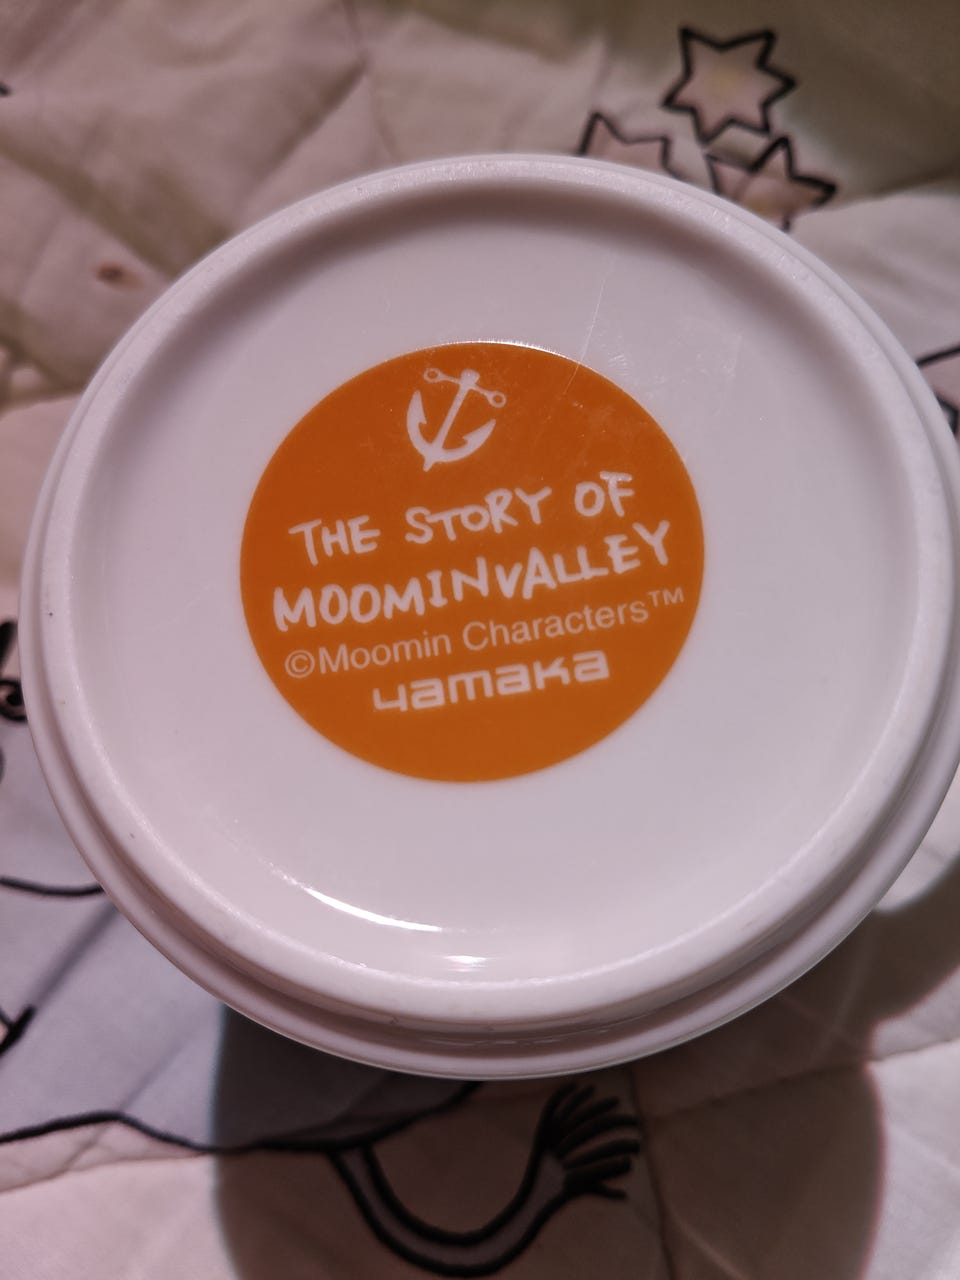 THE STORY OF
MOOMINVALLEY
©Moomin Characters™
yamaka